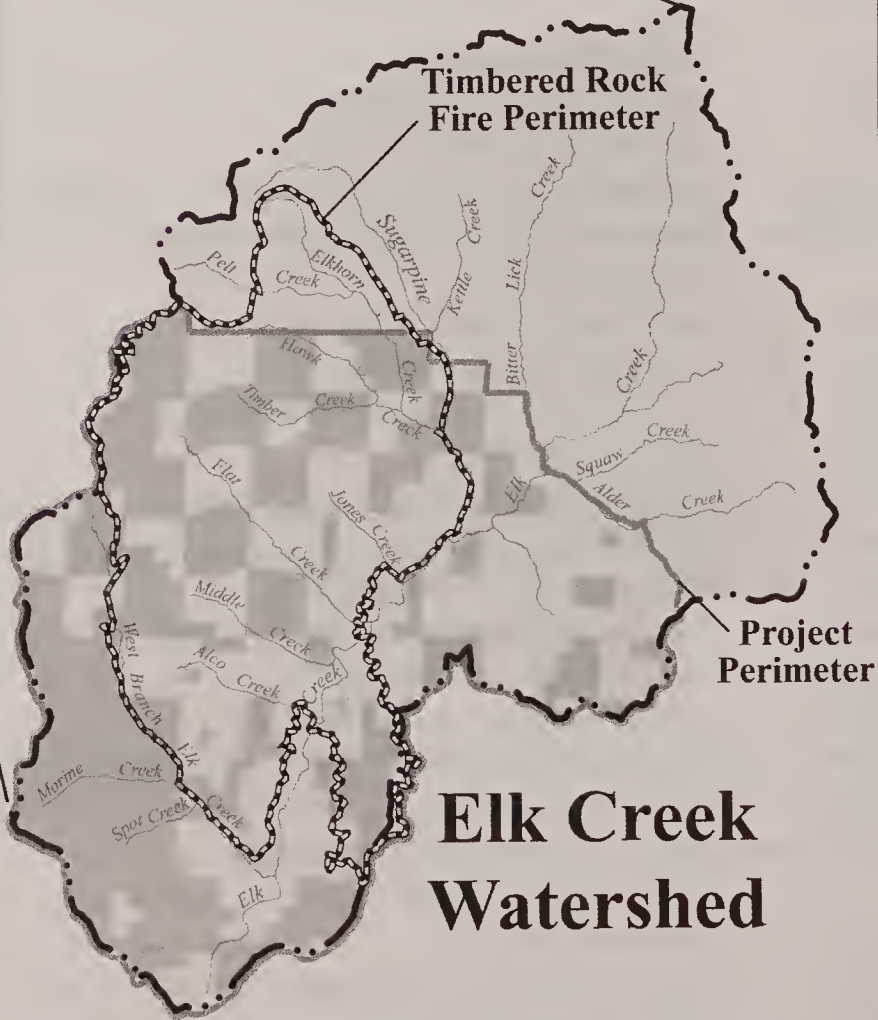 Timbered Rock
Fire Perimeter
Sugarpine
Kettle Creek
Bitter Lick Creek
Pelt Creek
Elkhorn
Creek
Hawk
Creek
Timber Creek
Creek
Squaw Creek
Alder Creek
Elk
Flat Creek
Jones Creek
Middle Creek
Alco Creek
Creek
West Branch Elk Creek
Morine Creek
Spot Creek
Elk
Project
Perimeter
Elk Creek
Watershed